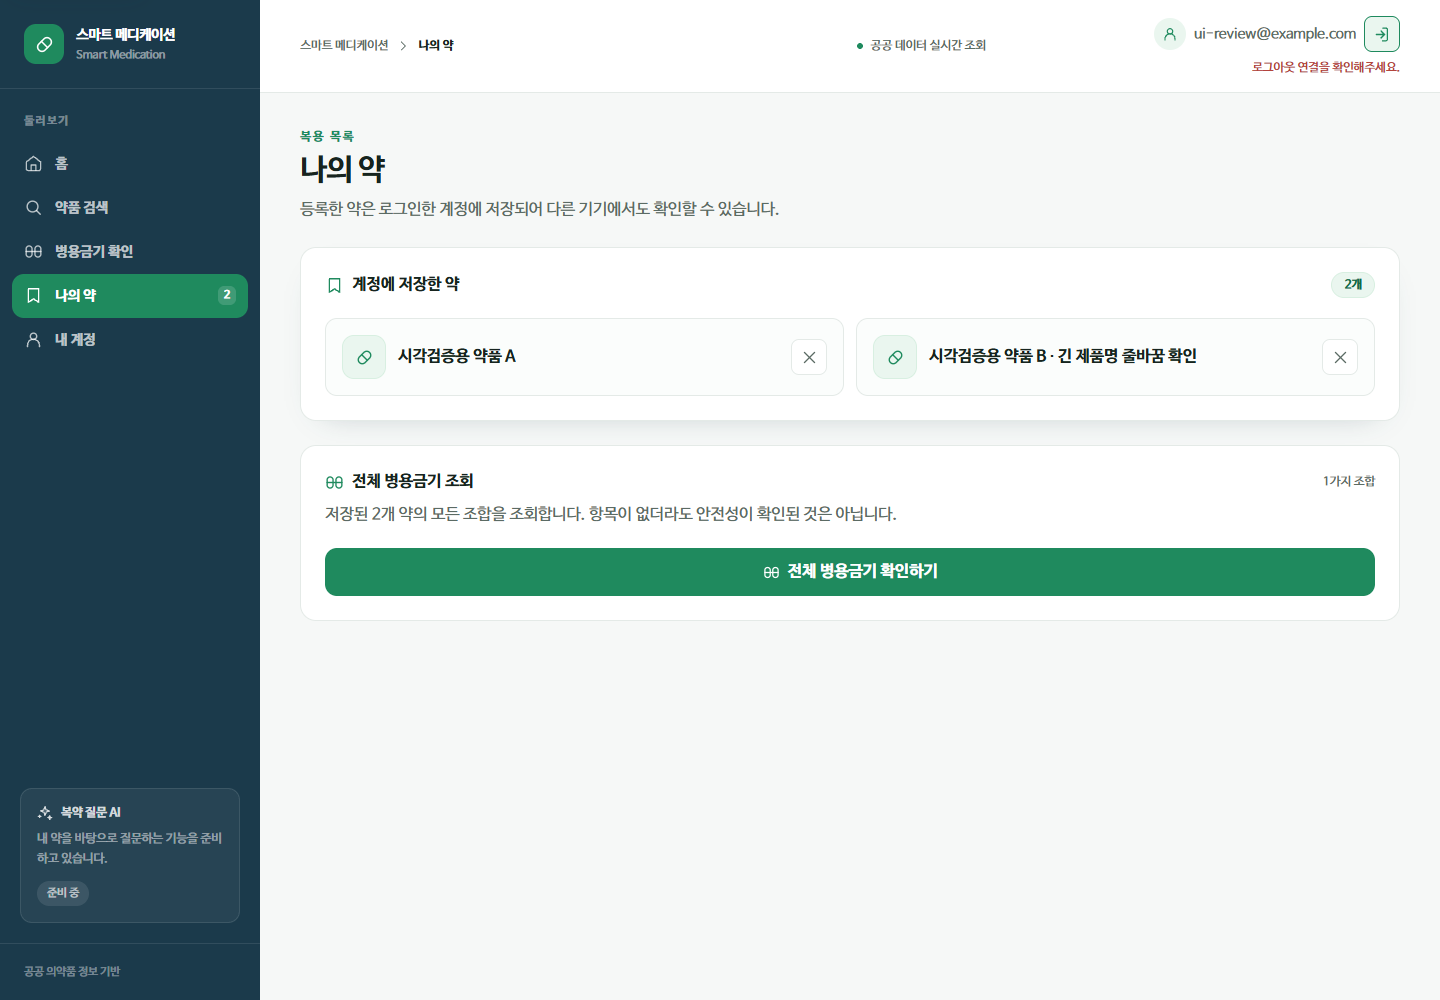 스마트 메디케이션
Smart Medication
둘러보기
홈
약품 검색
병용금기 확인
나의 약 2
내 계정
복약 질문 AI
내 약을 바탕으로 질문하는 기능을 준비
하고 있습니다.
준비 중
공공 의약품 정보 기반
스마트 메디케이션 > 나의 약
공공 데이터 실시간 조회
ui-review@example.com
로그아웃 연결을 확인해주세요.
복용 목록
나의 약
등록한 약은 로그인한 계정에 저장되어 다른 기기에서도 확인할 수 있습니다.
계정에 저장한 약
2개
시각검증용 약품 A
시각검증용 약품 B · 긴 제품명 줄바꿈 확인
전체 병용금기 조회
1가지 조합
저장된 2개 약의 모든 조합을 조회합니다. 항목이 없더라도 안전성이 확인된 것은 아닙니다.
전체 병용금기 확인하기